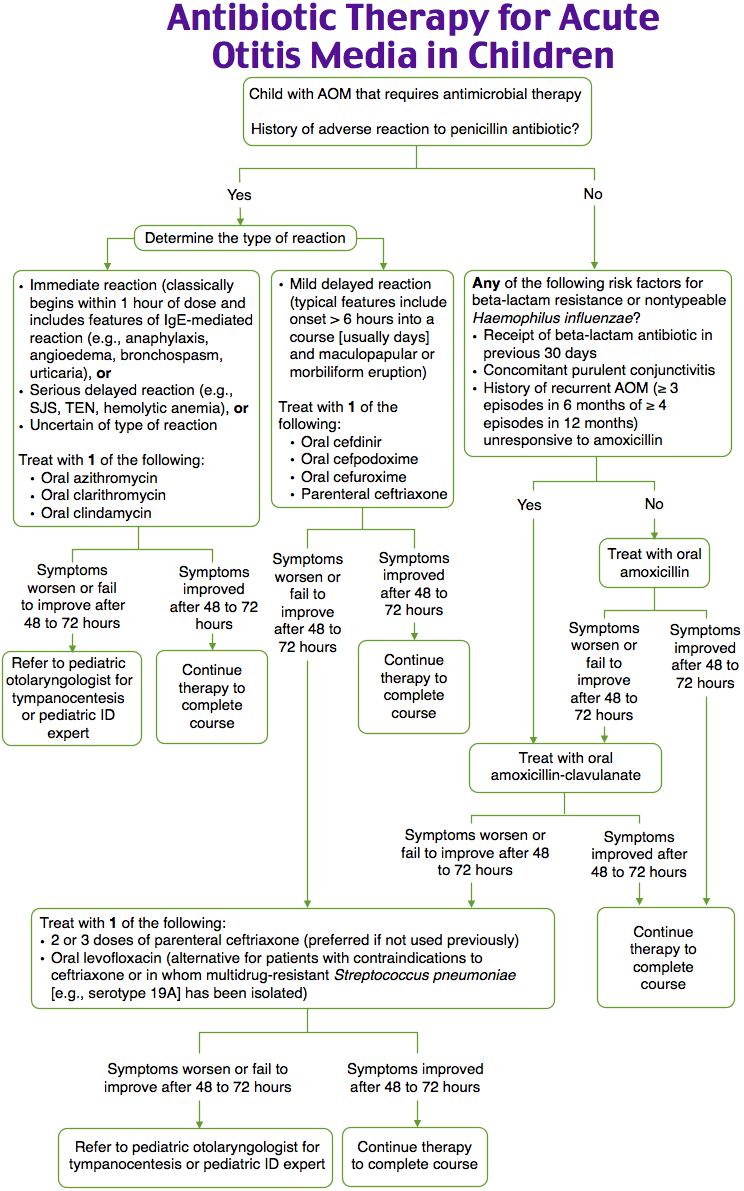 Antibiotic Therapy for Acute
Otitis Media in Children
Child with AOM that requires antimicrobial therapy
History of adverse reaction to penicillin antibiotic?
Yes
No
Determine the type of reaction
• Immediate reaction (classically
begins within 1 hour of dose and
includes features of IgE-mediated
reaction (e.g., anaphylaxis,
angioedema, bronchospasm,
urticaria), or
• Serious delayed reaction (e.g.,
SJS, TEN, hemolytic anemia), or
• Uncertain of type of reaction
Treat with 1 of the following:
• Oral azithromycin
• Oral clarithromycin
• Oral clindamycin
• Mild delayed reaction
(typical features include
onset > 6 hours into a
course [usually days]
and maculopapular or
morbiliform eruption)
Treat with 1 of the
following:
• Oral cefdinir
• Oral cefpodoxime
• Oral cefuroxime
• Parenteral ceftriaxone
Any of the following risk factors for
beta-lactam resistance or nontypeable
Haemophilus influenzae?
• Receipt of beta-lactam antibiotic in
previous 30 days
• Concomitant purulent conjunctivitis
• History of recurrent AOM (≥ 3
episodes in 6 months of ≥ 4
episodes in 12 months)
unresponsive to amoxicillin
Yes
No
Treat with oral
amoxicillin
Symptoms
worsen or fail
to improve after
48 to 72 hours
Symptoms
improved
after 48 to 72
hours
Symptoms
worsen or
fail to
improve
after 48 to
72 hours
Symptoms
improved
after 48 to
72 hours
Symptoms
worsen or
fail to
improve
after 48 to
72 hours
Symptoms
improved
after 48 to
72 hours
Refer to pediatric
otolaryngologist for
tympanocentesis
or pediatric ID
expert
Continue
therapy to
complete
course
Continue
therapy to
complete
course
Treat with oral
amoxicillin-clavulanate
Symptoms worsen or
fail to improve after 48
to 72 hours
Symptoms
improved after
48 to 72 hours
Treat with 1 of the following:
• 2 or 3 doses of parenteral ceftriaxone (preferred if not used previously)
• Oral levofloxacin (alternative for patients with contraindications to
ceftriaxone or in whom multidrug-resistant Streptococcus pneumoniae
[e.g., serotype 19A] has been isolated)
Continue
therapy to
complete
course
Symptoms worsen or fail to
improve after 48 to 72 hours
Symptoms improved
after 48 to 72 hours
Refer to pediatric otolaryngologist for
tympanocentesis or pediatric ID expert
Continue therapy
to complete course